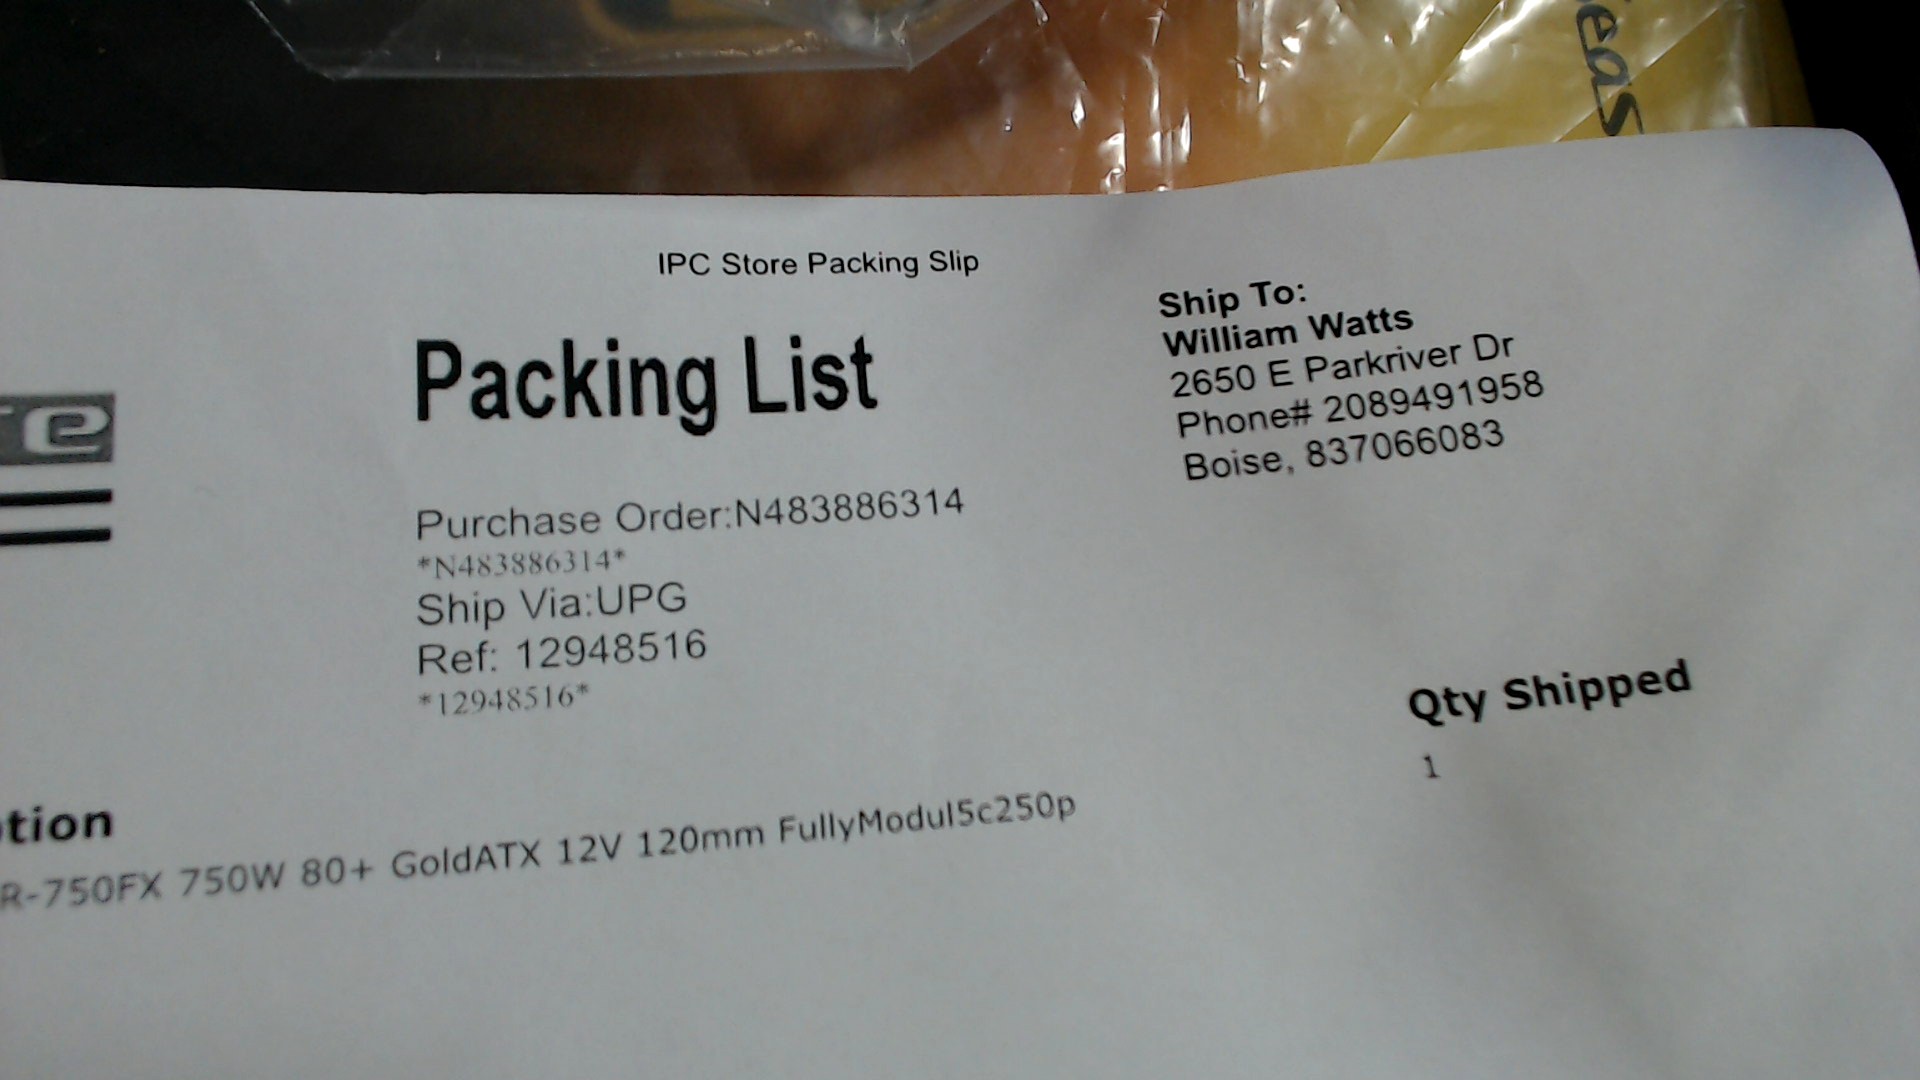 eas
IPC Store Packing Slip
Packing List
Ship To:
William Watts
2650 E Parkriver Dr
Phone# 2089491958
Boise, 837066083
e
Purchase Order:N483886314
*N483886314*
Ship Via:UPG
Ref: 12948516
*12948516*
Qty Shipped
1
tion
R-750FX 750W 80+ GoldATX 12V 120mm FullyModul5c250p